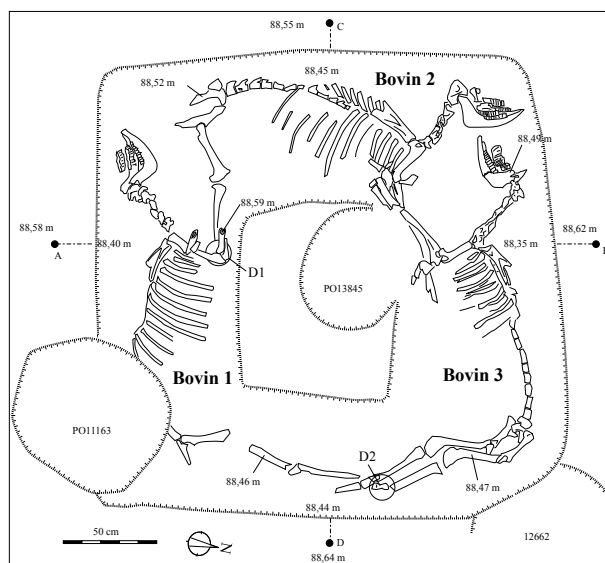 88,55 m
C
88,52 m
88,45 m
Bovin 2
88,49 m
88,59 m
88,58 m
A
88,40 m
D1
PO13845
88,35 m
88,62 m
B
Bovin 1
Bovin 3
PO11163
D2
88,46 m
88,47 m
88,44 m
50 cm
N
D
88,64 m
12662